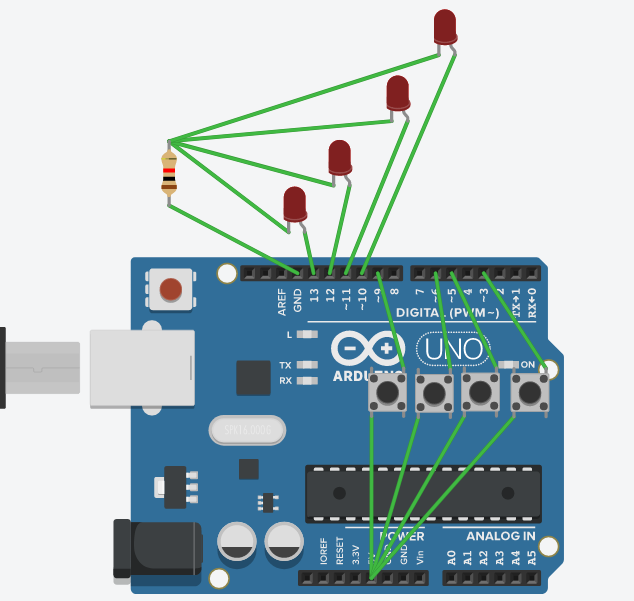 AREF
GND
13
12
~11
~10
~9
8
7
~6
~5
4
~3
2
TX→1
RX←0
DIGITAL (PWM ~)
L
TX
RX
UNO
ARDUINO
ON
IOREF
RESET
3.3V
5V
GND
GND
Vin
POWER
ANALOG IN
A0
A1
A2
A3
A4
A5